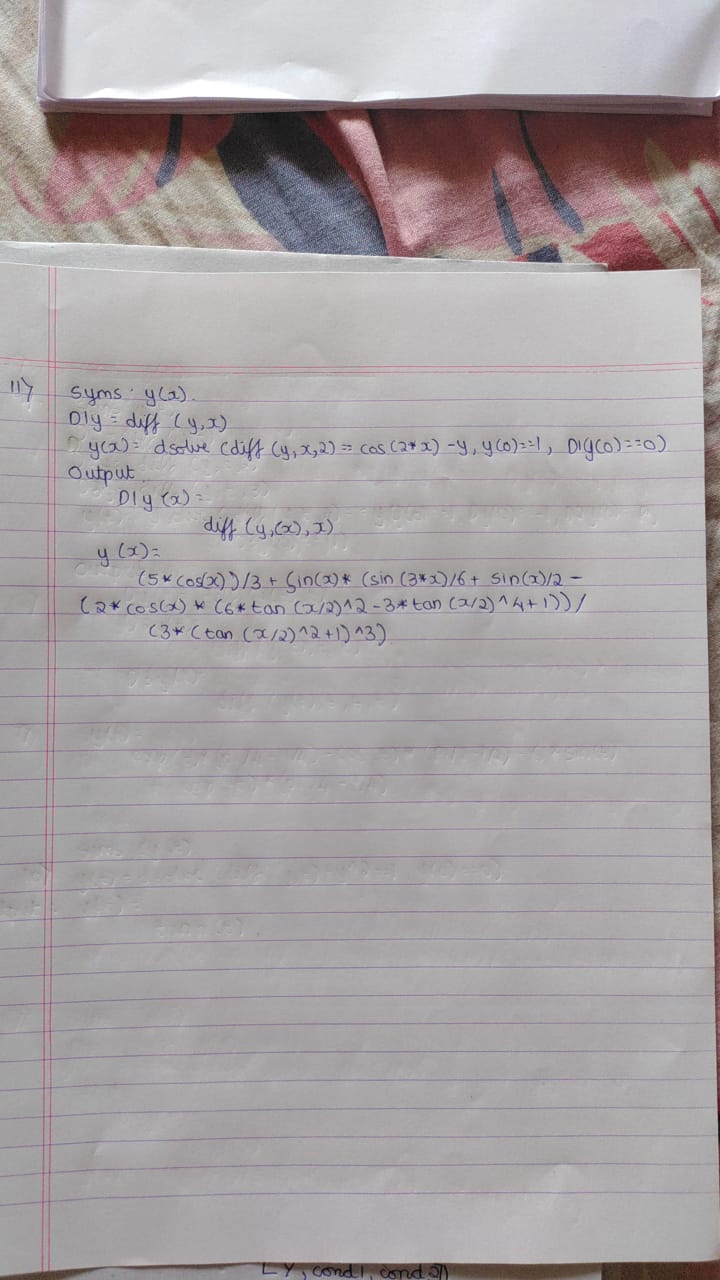 11) Syms y(x).
D1y = diff (y,x)
y(x) = dsolve (diff (y,x,2) == cos(2*x) -y, y(0)==1, D1y(0)==0)
Output
D1y(x) =
diff (y,(x),x)
y(x)=
(5*cos(x))/3 + Sin(x)* (sin(3*x)/6 + sin(x)/2 -
(2*cos(x) * (6*tan (x/2)^2 -3*tan (x/2)^4+1))/
(3*(tan (x/2)^2+1)^3)
[Y, cond1, cond2])